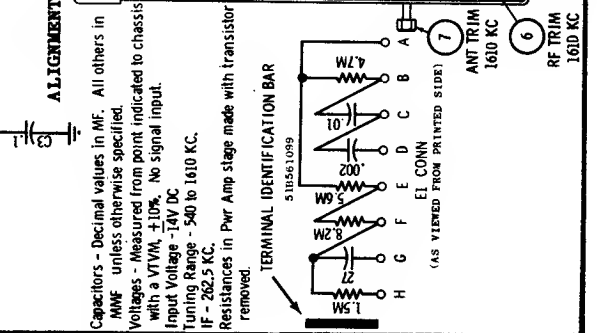 ALIGNMENT
C3
.1
Capacitors - Decimal values in MF. All others in
MMF unless otherwise specified.
Voltages - Measured from point indicated to chassis
with a VTVM, ±10%. No signal input.
Input Voltage -14V DC
Tuning Range - 540 to 1610 KC.
IF - 262.5 KC.
Resistances in Pwr Amp stage made with transistor
removed.
TERMINAL IDENTIFICATION BAR
51B561099
1.5M
27
8.2M
5.6M
.002
.01
4.7M
H
G
F
E
D
C
B
A
E1 CONN
(AS VIEWED FROM PRINTED SIDE)
7
ANT TRIM
1610 KC
6
RF TRIM
1610 KC